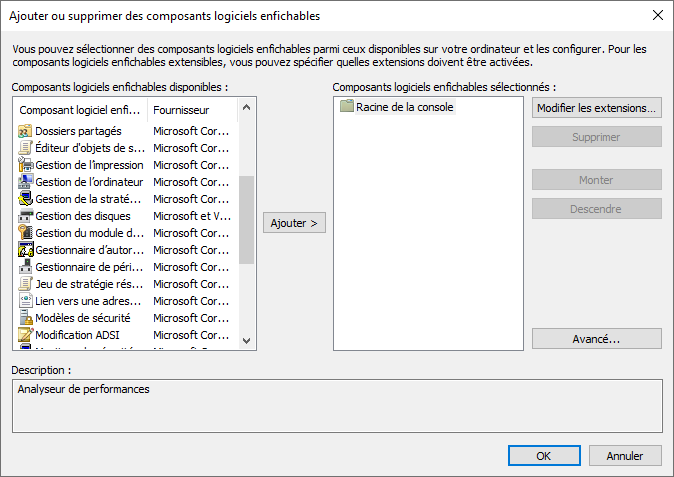 Ajouter ou supprimer des composants logiciels enfichables
Vous pouvez sélectionner des composants logiciels enfichables parmi ceux disponibles sur votre ordinateur et les configurer. Pour les
composants logiciels enfichables extensibles, vous pouvez spécifier quelles extensions doivent être activées.
Composants logiciels enfichables disponibles :
Composant logiciel enfi... Fournisseur
Dossiers partagés Microsoft Cor...
Éditeur d'objets de s... Microsoft Cor...
Gestion de l'impression Microsoft Cor...
Gestion de l'ordinateur Microsoft Cor...
Gestion de la straté... Microsoft Cor...
Gestion des disques Microsoft et V...
Gestion du module d... Microsoft Cor...
Gestionnaire d'autor... Microsoft Cor...
Gestionnaire de péri... Microsoft Cor...
Jeu de stratégie rés... Microsoft Cor...
Lien vers une adres... Microsoft Cor...
Modèles de sécurité Microsoft Cor...
Modification ADSI Microsoft Cor...
Ajouter >
Composants logiciels enfichables sélectionnés :
Racine de la console
Modifier les extensions...
Supprimer
Monter
Descendre
Avancé...
Description :
Analyseur de performances
OK
Annuler